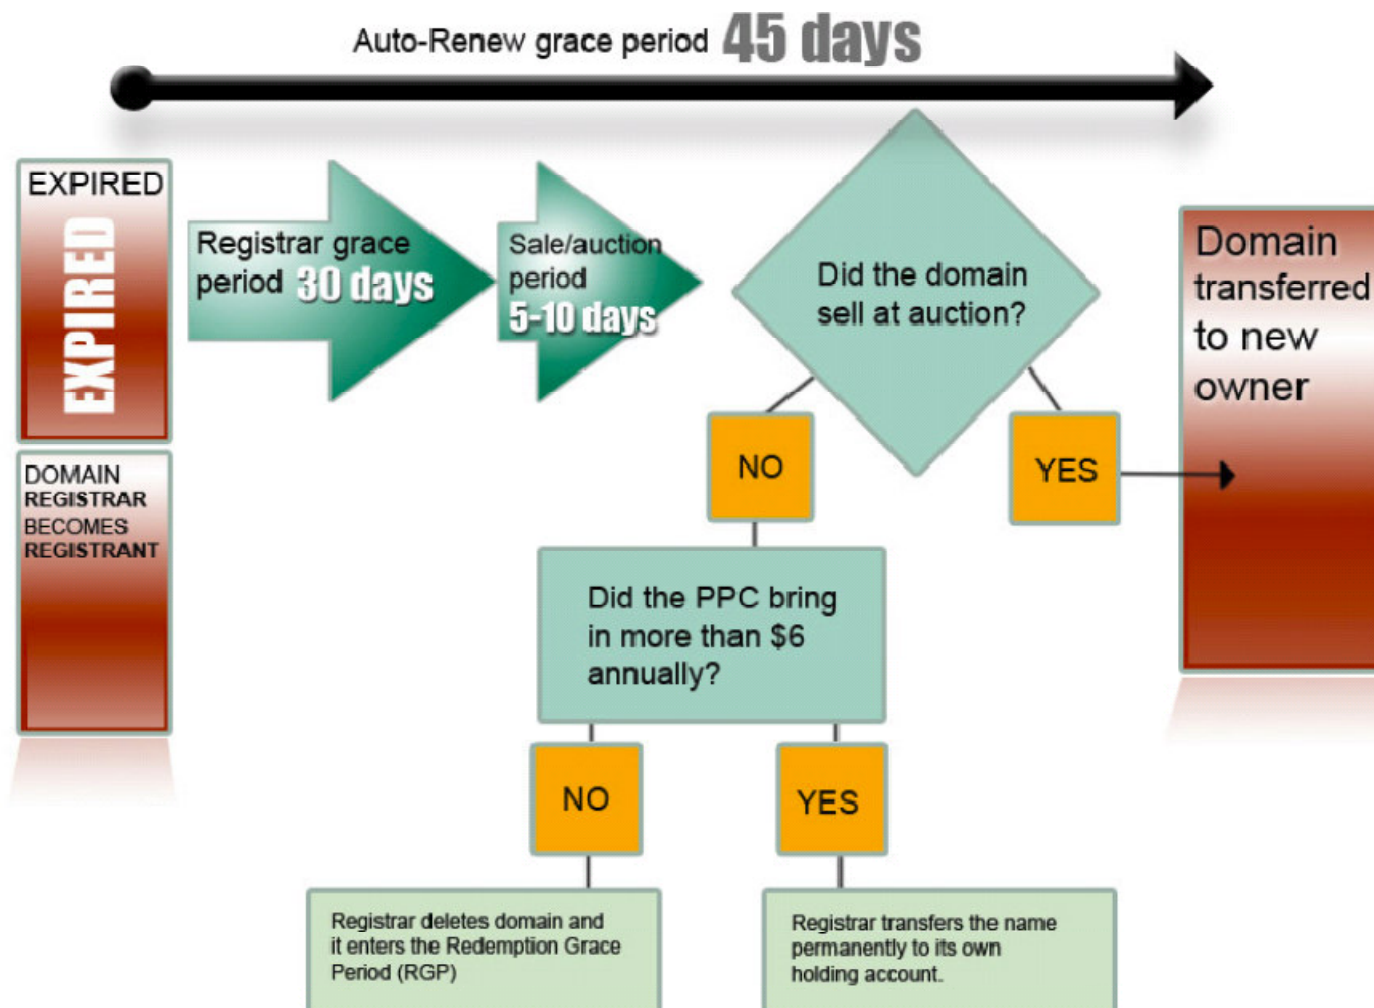 Auto-Renew grace period 45 days
EXPIRED
EXPIRED
DOMAIN
REGISTRAR
BECOMES
REGISTRANT
Registrar grace
period 30 days
Sale/auction
period
5-10 days
Did the domain
sell at auction?
NO
YES
Domain
transferred
to new
owner
Did the PPC bring
in more than $6
annually?
NO
YES
Registrar deletes domain and
it enters the Redemption Grace
Period (RGP)
Registrar transfers the name
permanently to its own
holding account.